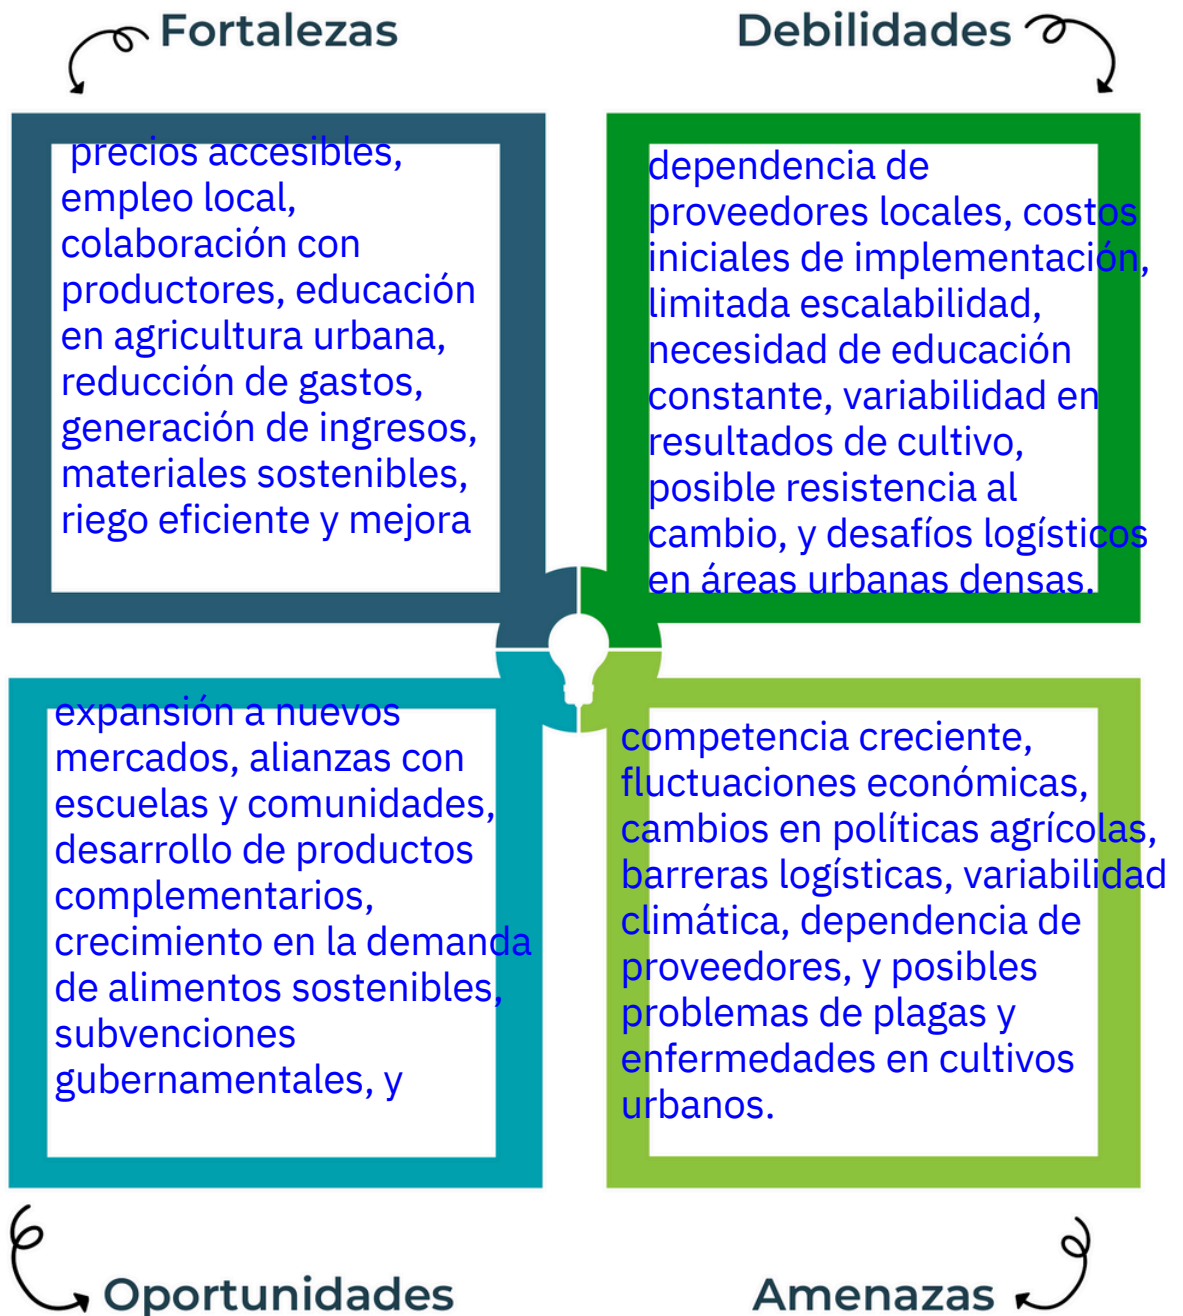 Fortalezas
precios accesibles,
empleo local,
colaboración con
productores, educación
en agricultura urbana,
reducción de gastos,
generación de ingresos,
materiales sostenibles,
riego eficiente y mejora
Debilidades
dependencia de
proveedores locales, costos
iniciales de implementación,
limitada escalabilidad,
necesidad de educación
constante, variabilidad en
resultados de cultivo,
posible resistencia al
cambio, y desafíos logísticos
en áreas urbanas densas.
expansión a nuevos
mercados, alianzas con
escuelas y comunidades,
desarrollo de productos
complementarios,
crecimiento en la demanda
de alimentos sostenibles,
subvenciones
gubernamentales, y
Oportunidades
competencia creciente,
fluctuaciones económicas,
cambios en políticas agrícolas,
barreras logísticas, variabilidad
climática, dependencia de
proveedores, y posibles
problemas de plagas y
enfermedades en cultivos
urbanos.
Amenazas